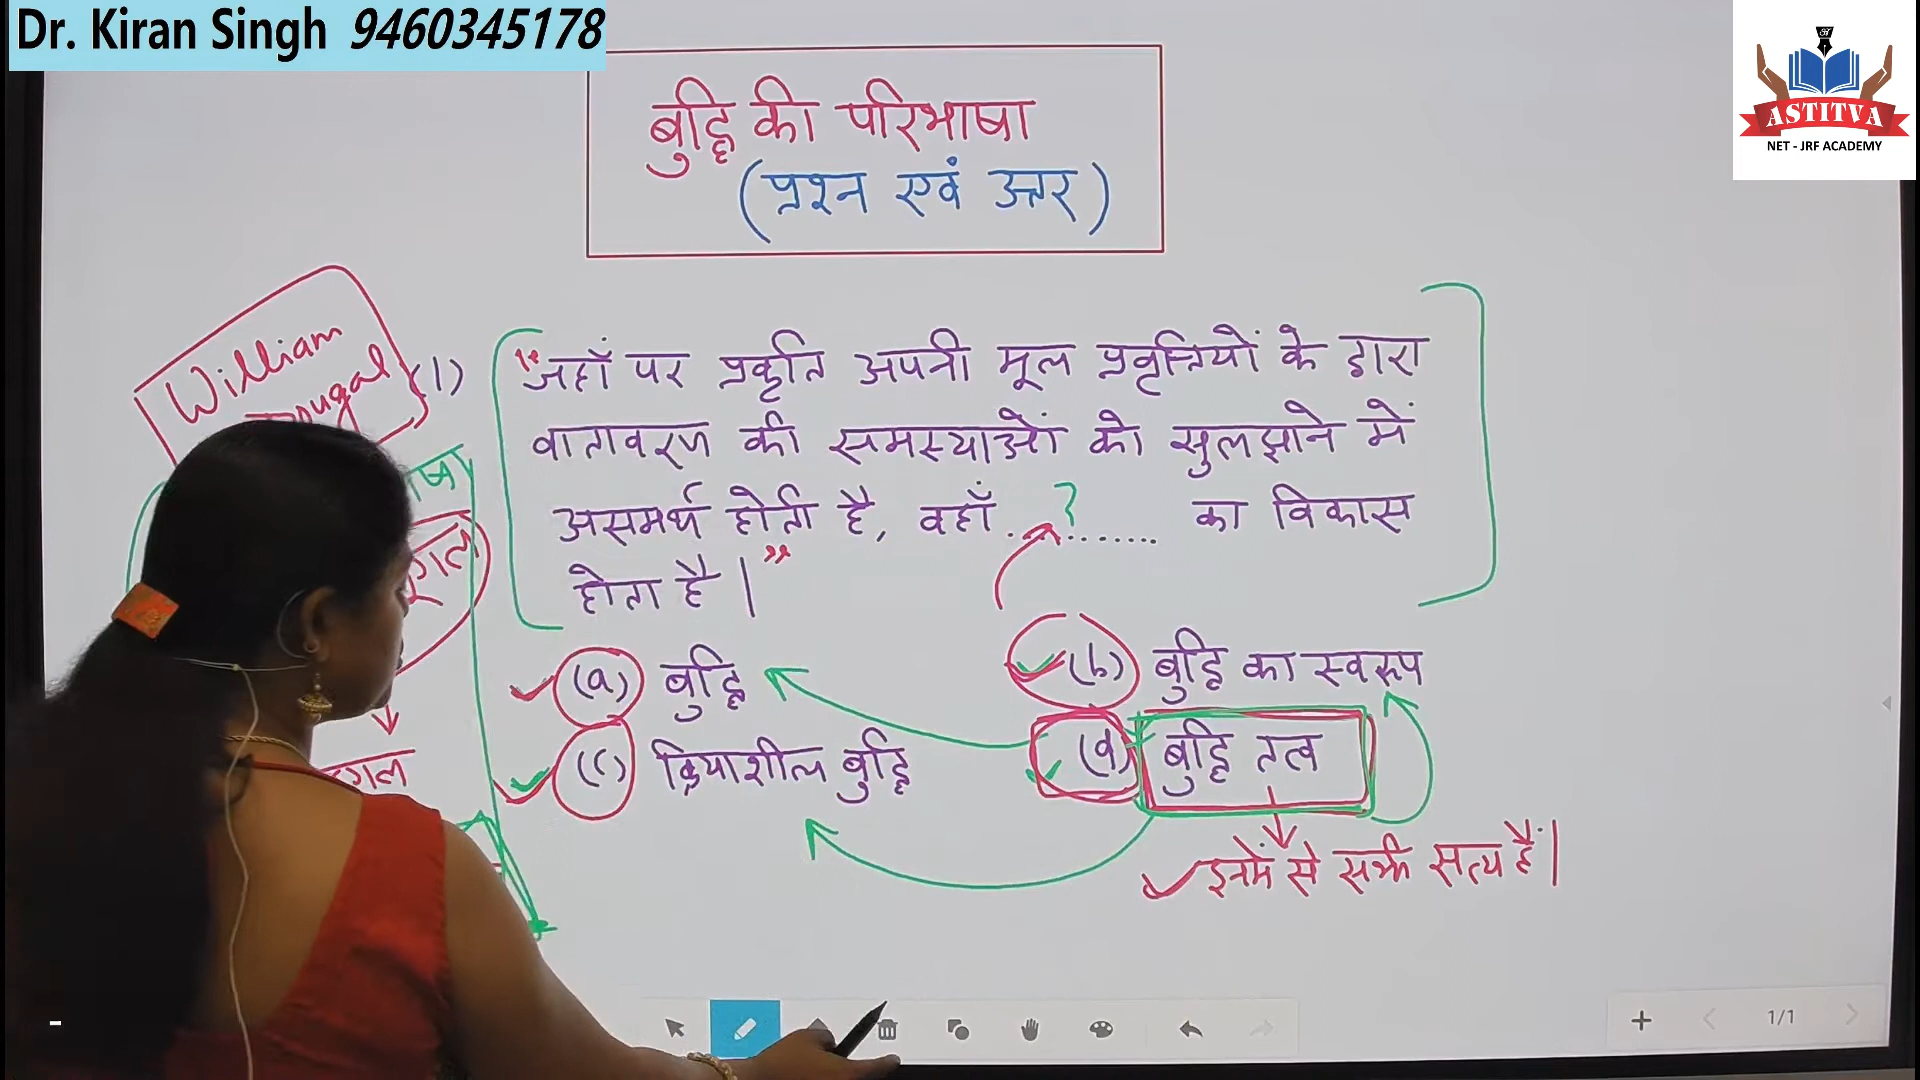 Dr. Kiran Singh 9460345178
ASTITVA
NET - JRF ACADEMY
बुद्धि की परिभाषा
(प्रश्न एवं उत्तर)
William
(1) "जहाँ पर प्रकृति अपनी मूल प्रवृत्तियों के द्वारा
वातावरण की समस्याओं को सुलझाने में
असमर्थ होती है, वहाँ ...?....... का विकास
होता है|"
(a) बुद्धि
(b) बुद्धि का स्वरूप
(c) क्रियाशील बुद्धि
(d) बुद्धि तत्व
इनमें से सभी सत्य हैं|
1/1